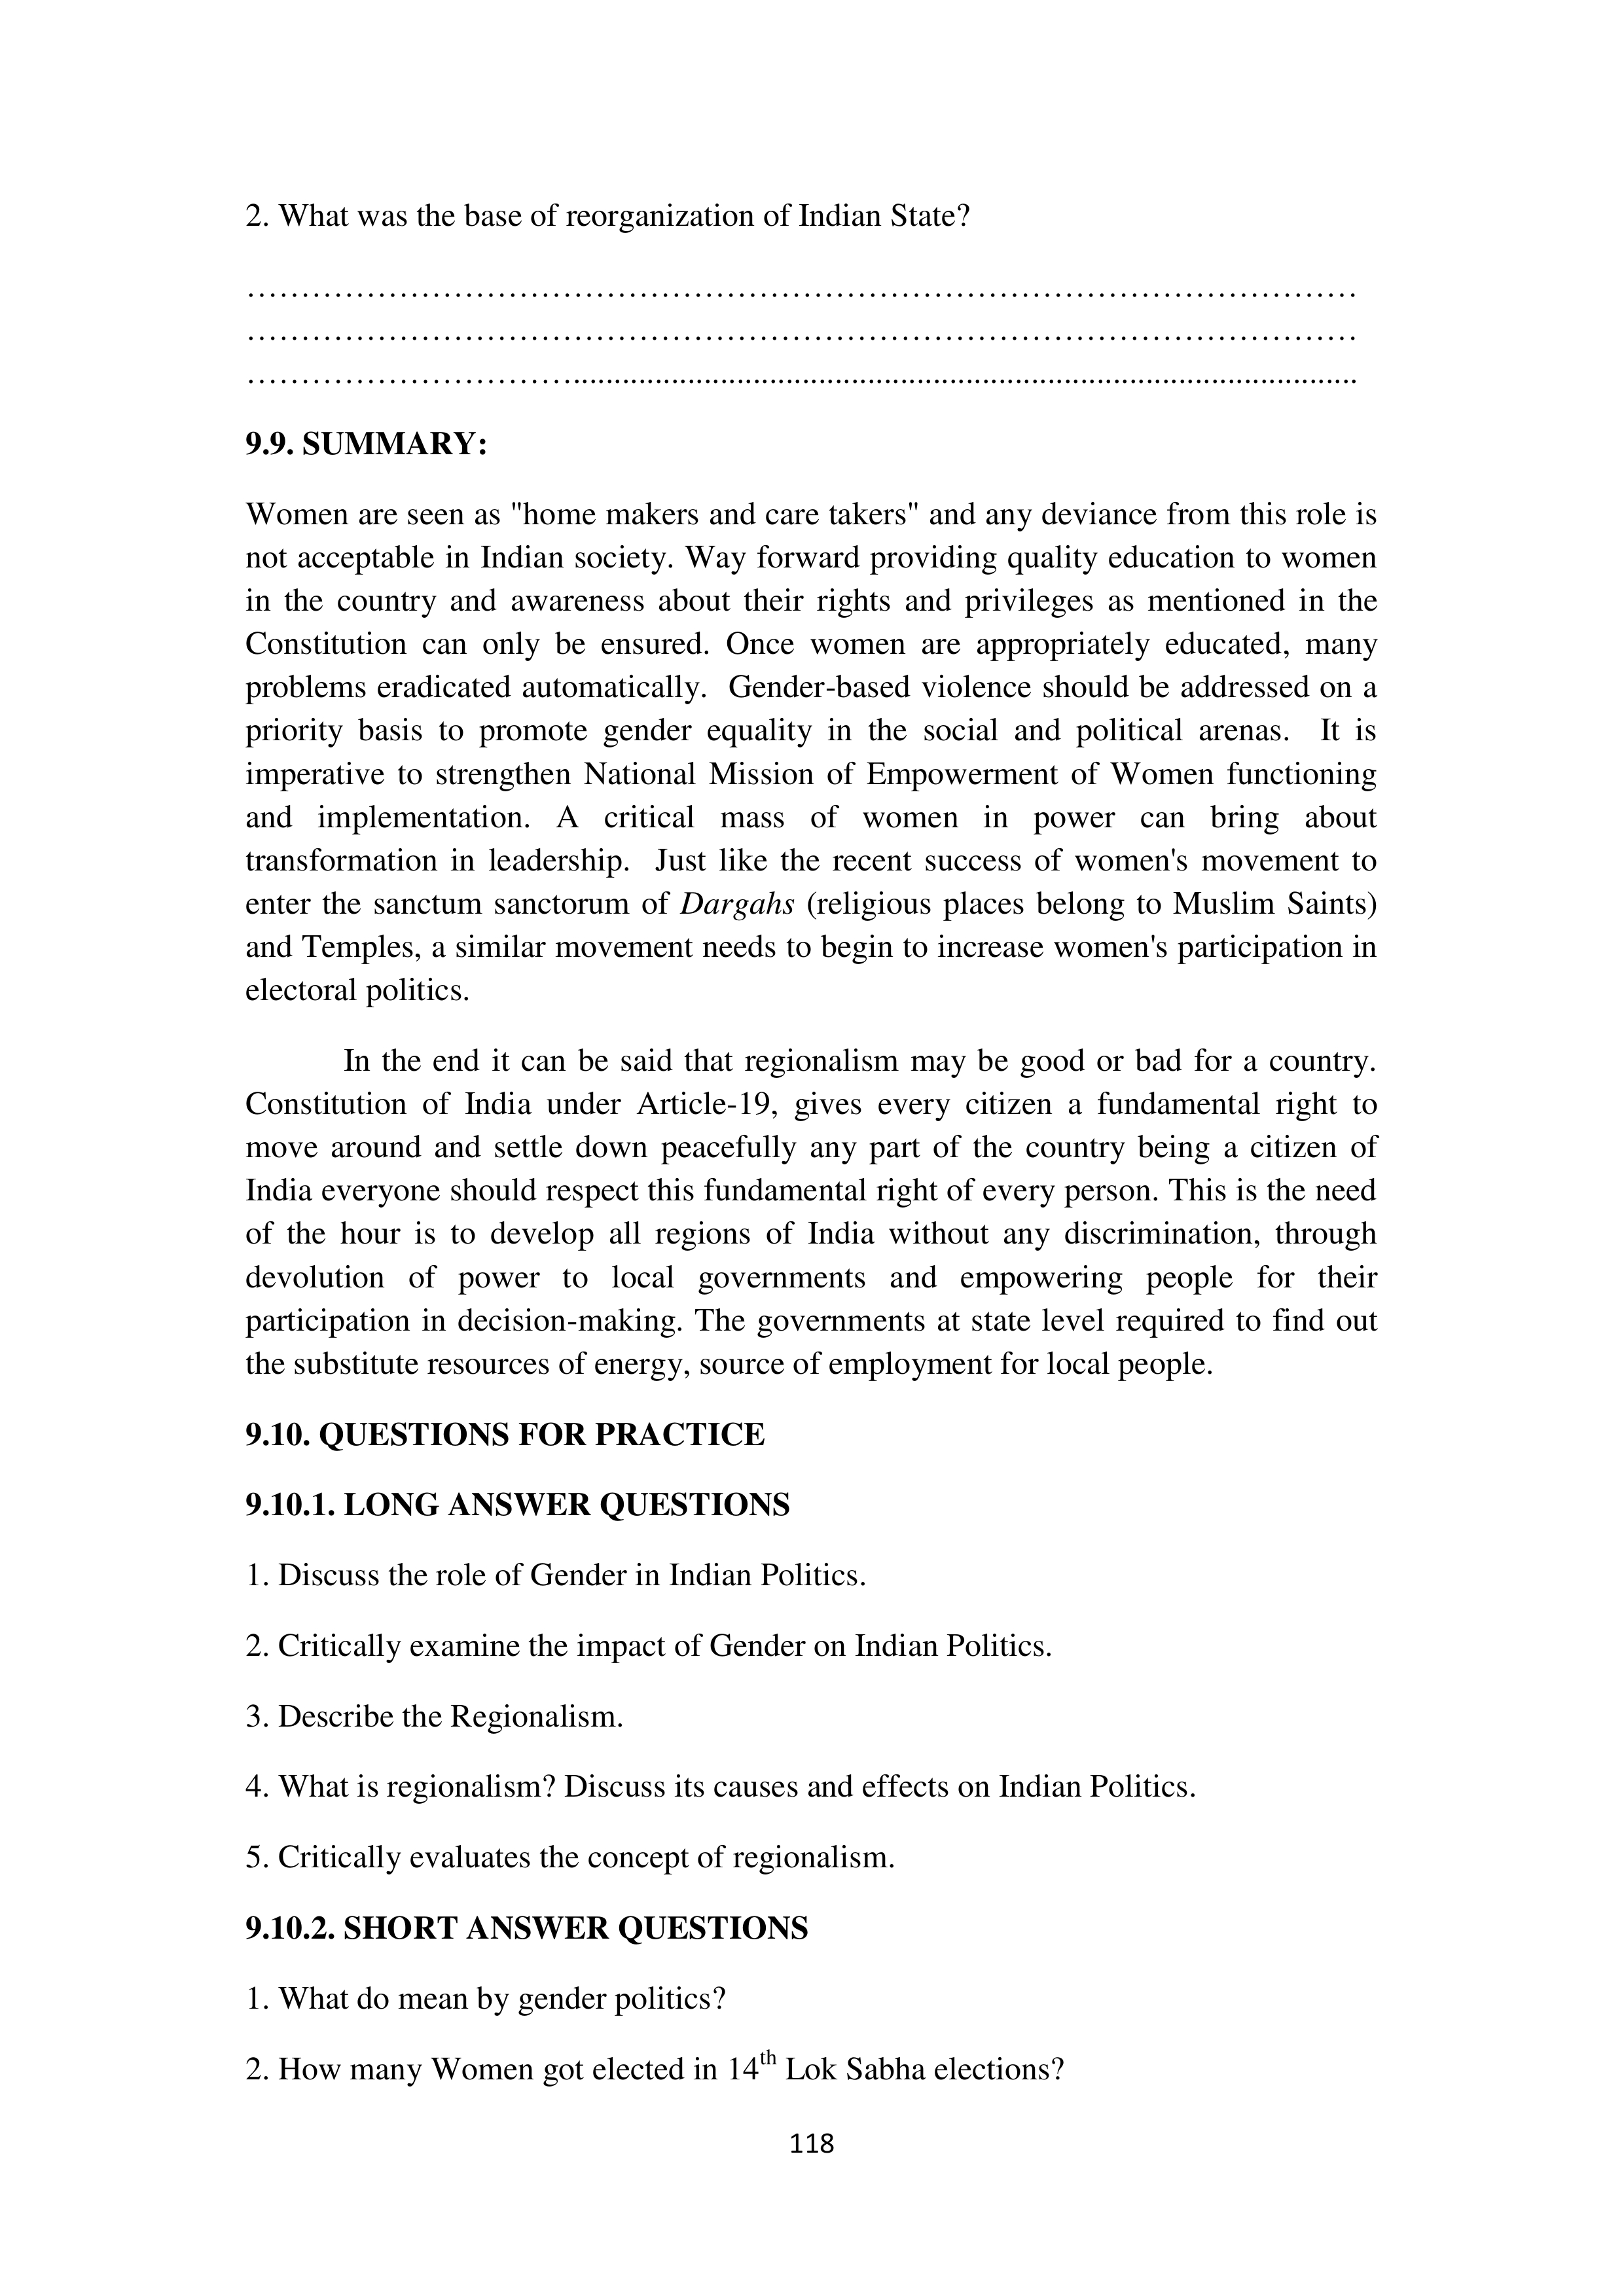 2. What was the base of reorganization of Indian State?
……………………………………………………………………………………………
……………………………………………………………………………………………
…………………………..................................................................................................
9.9. SUMMARY:
Women are seen as "home makers and care takers" and any deviance from this role is
not acceptable in Indian society. Way forward providing quality education to women
in the country and awareness about their rights and privileges as mentioned in the
Constitution can only be ensured. Once women are appropriately educated, many
problems eradicated automatically.  Gender-based violence should be addressed on a
priority basis to promote gender equality in the social and political arenas.  It is
imperative to strengthen National Mission of Empowerment of Women functioning
and implementation. A critical mass of women in power can bring about
transformation in leadership.  Just like the recent success of women's movement to
enter the sanctum sanctorum of Dargahs (religious places belong to Muslim Saints)
and Temples, a similar movement needs to begin to increase women's participation in
electoral politics.
In the end it can be said that regionalism may be good or bad for a country.
Constitution of India under Article-19, gives every citizen a fundamental right to
move around and settle down peacefully any part of the country being a citizen of
India everyone should respect this fundamental right of every person. This is the need
of the hour is to develop all regions of India without any discrimination, through
devolution of power to local governments and empowering people for their
participation in decision-making. The governments at state level required to find out
the substitute resources of energy, source of employment for local people.
9.10. QUESTIONS FOR PRACTICE
9.10.1. LONG ANSWER QUESTIONS
1. Discuss the role of Gender in Indian Politics.
2. Critically examine the impact of Gender on Indian Politics.
3. Describe the Regionalism.
4. What is regionalism? Discuss its causes and effects on Indian Politics.
5. Critically evaluates the concept of regionalism.
9.10.2. SHORT ANSWER QUESTIONS
1. What do mean by gender politics?
2. How many Women got elected in 14th Lok Sabha elections?
118